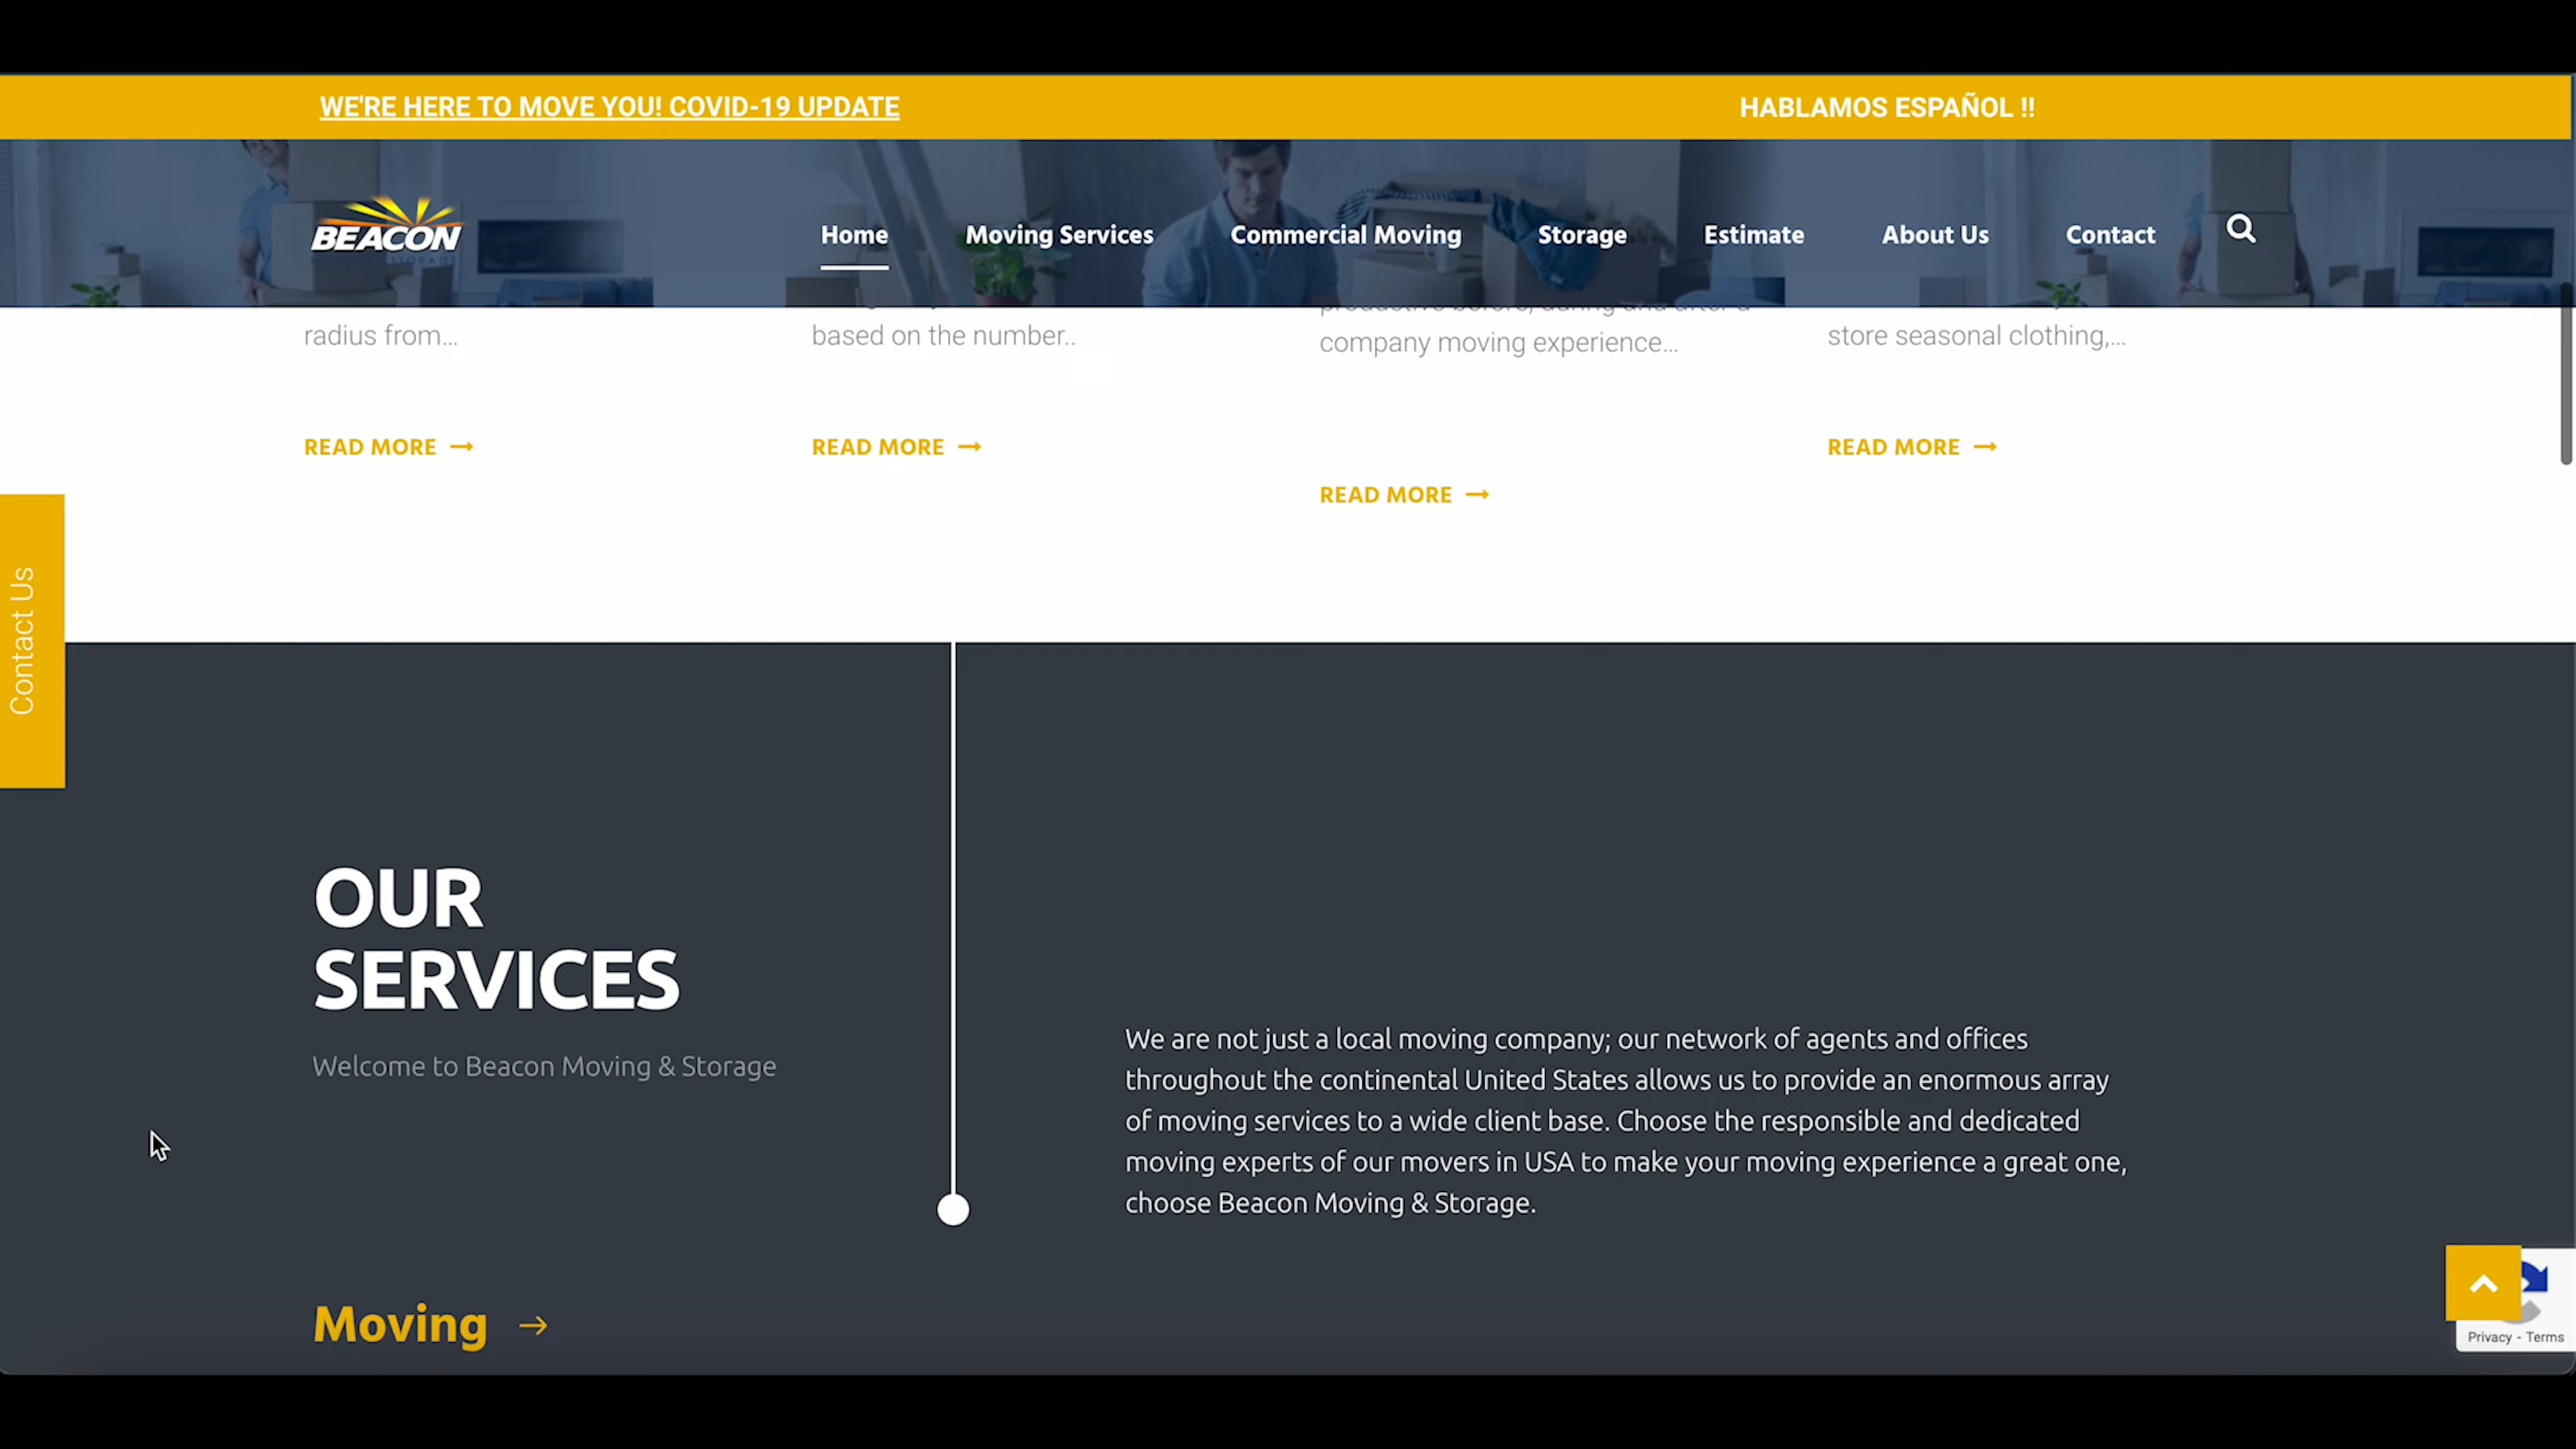 WE'RE HERE TO MOVE YOU! COVID-19 UPDATE
HABLAMOS ESPAÑOL !!
BEACON
Home
Moving Services
Commercial Moving
Storage
Estimate
About Us
Contact
radius from...
READ MORE
based on the number..
READ MORE
productive before, during and after a
company moving experience...
READ MORE
store seasonal clothing,...
READ MORE
Contact Us
OUR
SERVICES
Welcome to Beacon Moving & Storage
We are not just a local moving company; our network of agents and offices
throughout the continental United States allows us to provide an enormous array
of moving services to a wide client base. Choose the responsible and dedicated
moving experts of our movers in USA to make your moving experience a great one,
choose Beacon Moving & Storage.
Moving
Privacy - Terms